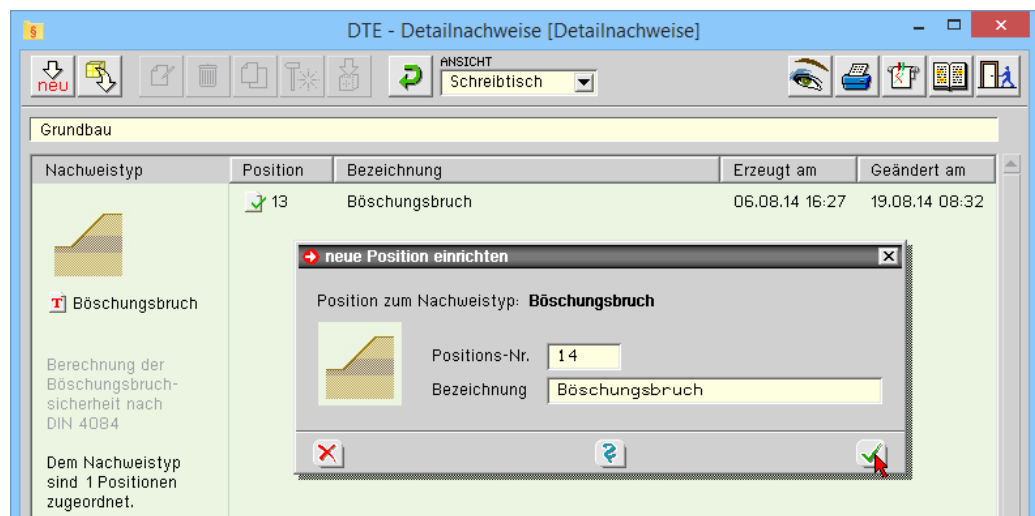 §
DTE - Detailnachweise [Detailnachweise]
neu
ANSICHT
Schreibtisch
Grundbau
Nachweistyp Position Bezeichnung Erzeugt am Geändert am
13 Böschungsbruch 06.08.14 16:27 19.08.14 08:32
neue Position einrichten
Position zum Nachweistyp: Böschungsbruch
T Böschungsbruch
Positions-Nr. 14
Bezeichnung Böschungsbruch
Berechnung der
Böschungsbruch-
sicherheit nach
DIN 4084
Dem Nachweistyp
sind 1 Positionen
zugeordnet.